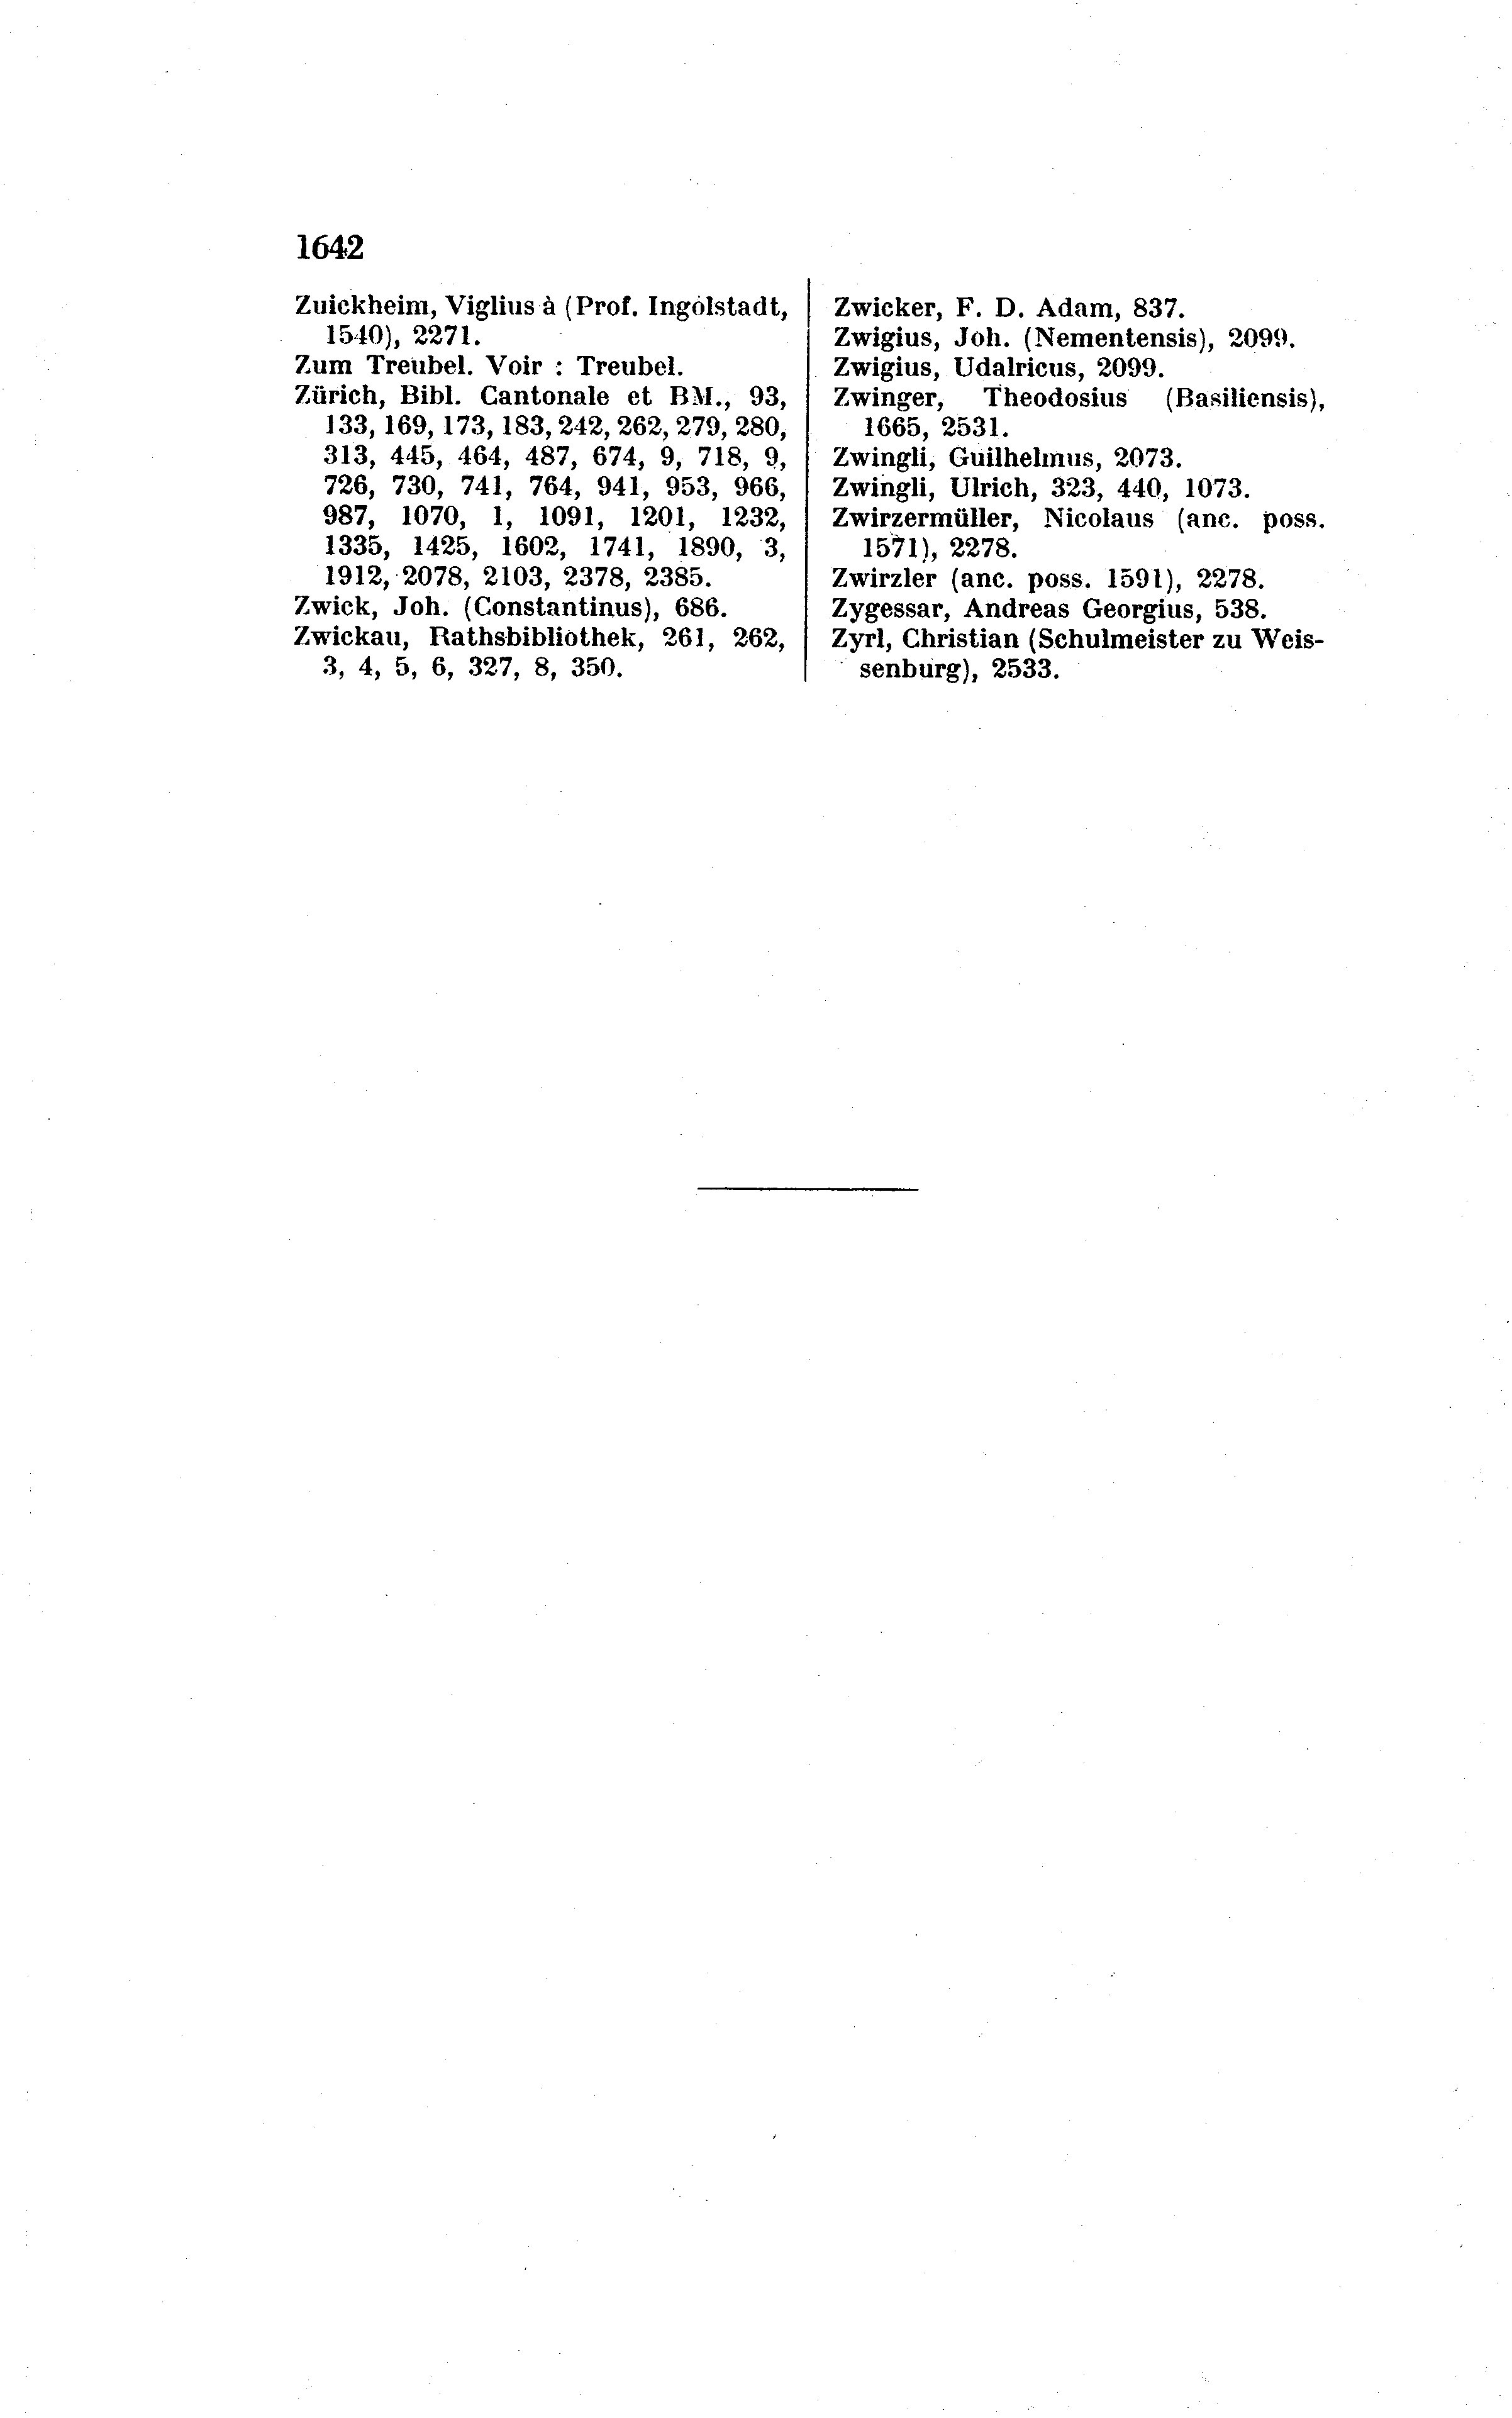 1642
Zuickheim, Viglius à (Prof. Ingolstadt,
1540), 2271.
Zum Treubel. Voir : Treubel.
Zürich, Bibl. Cantonale et BM., 93,
133, 169, 173, 183, 242, 262, 279, 280,
313, 445, 464, 487, 674, 9, 718, 9,
726, 730, 741, 764, 941, 953, 966,
987, 1070, 1, 1091, 1201, 1232,
1335, 1425, 1602, 1741, 1890, 3,
1912, 2078, 2103, 2378, 2385.
Zwick, Joh. (Constantinus), 686.
Zwickau, Rathsbibliothek, 261, 262,
3, 4, 5, 6, 327, 8, 350.
Zwicker, F. D. Adam, 837.
Zwigius, Joh. (Nementensis), 2099.
Zwigius, Udalricus, 2099.
Zwinger, Theodosius (Basiliensis),
1665, 2531.
Zwingli, Guilhelmus, 2073.
Zwingli, Ulrich, 323, 440, 1073.
Zwirzermüller, Nicolaus (anc. poss.
1571), 2278.
Zwirzler (anc. poss. 1591), 2278.
Zygessar, Andreas Georgius, 538.
Zyrl, Christian (Schulmeister zu Weis-
senburg), 2533.